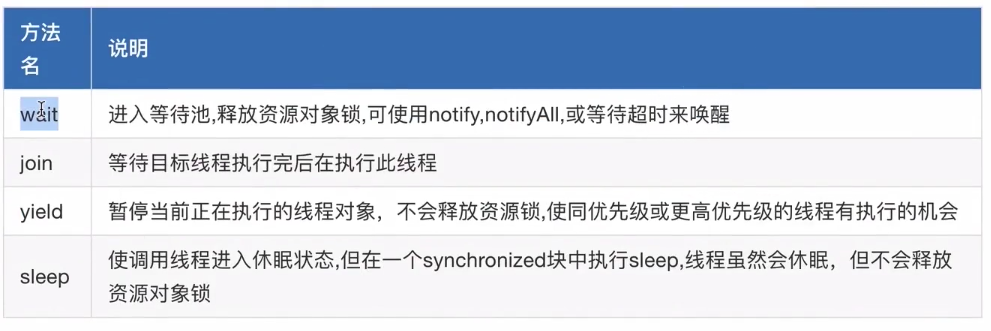 方法
名
说明
wait
进入等待池,释放资源对象锁,可使用notify,notifyAll,或等待超时来唤醒
join
等待目标线程执行完后在执行此线程
yield
暂停当前正在执行的线程对象，不会释放资源锁,使同优先级或更高优先级的线程有执行的机会
sleep
使调用线程进入休眠状态,但在一个synchronized块中执行sleep,线程虽然会休眠，但不会释放
资源对象锁